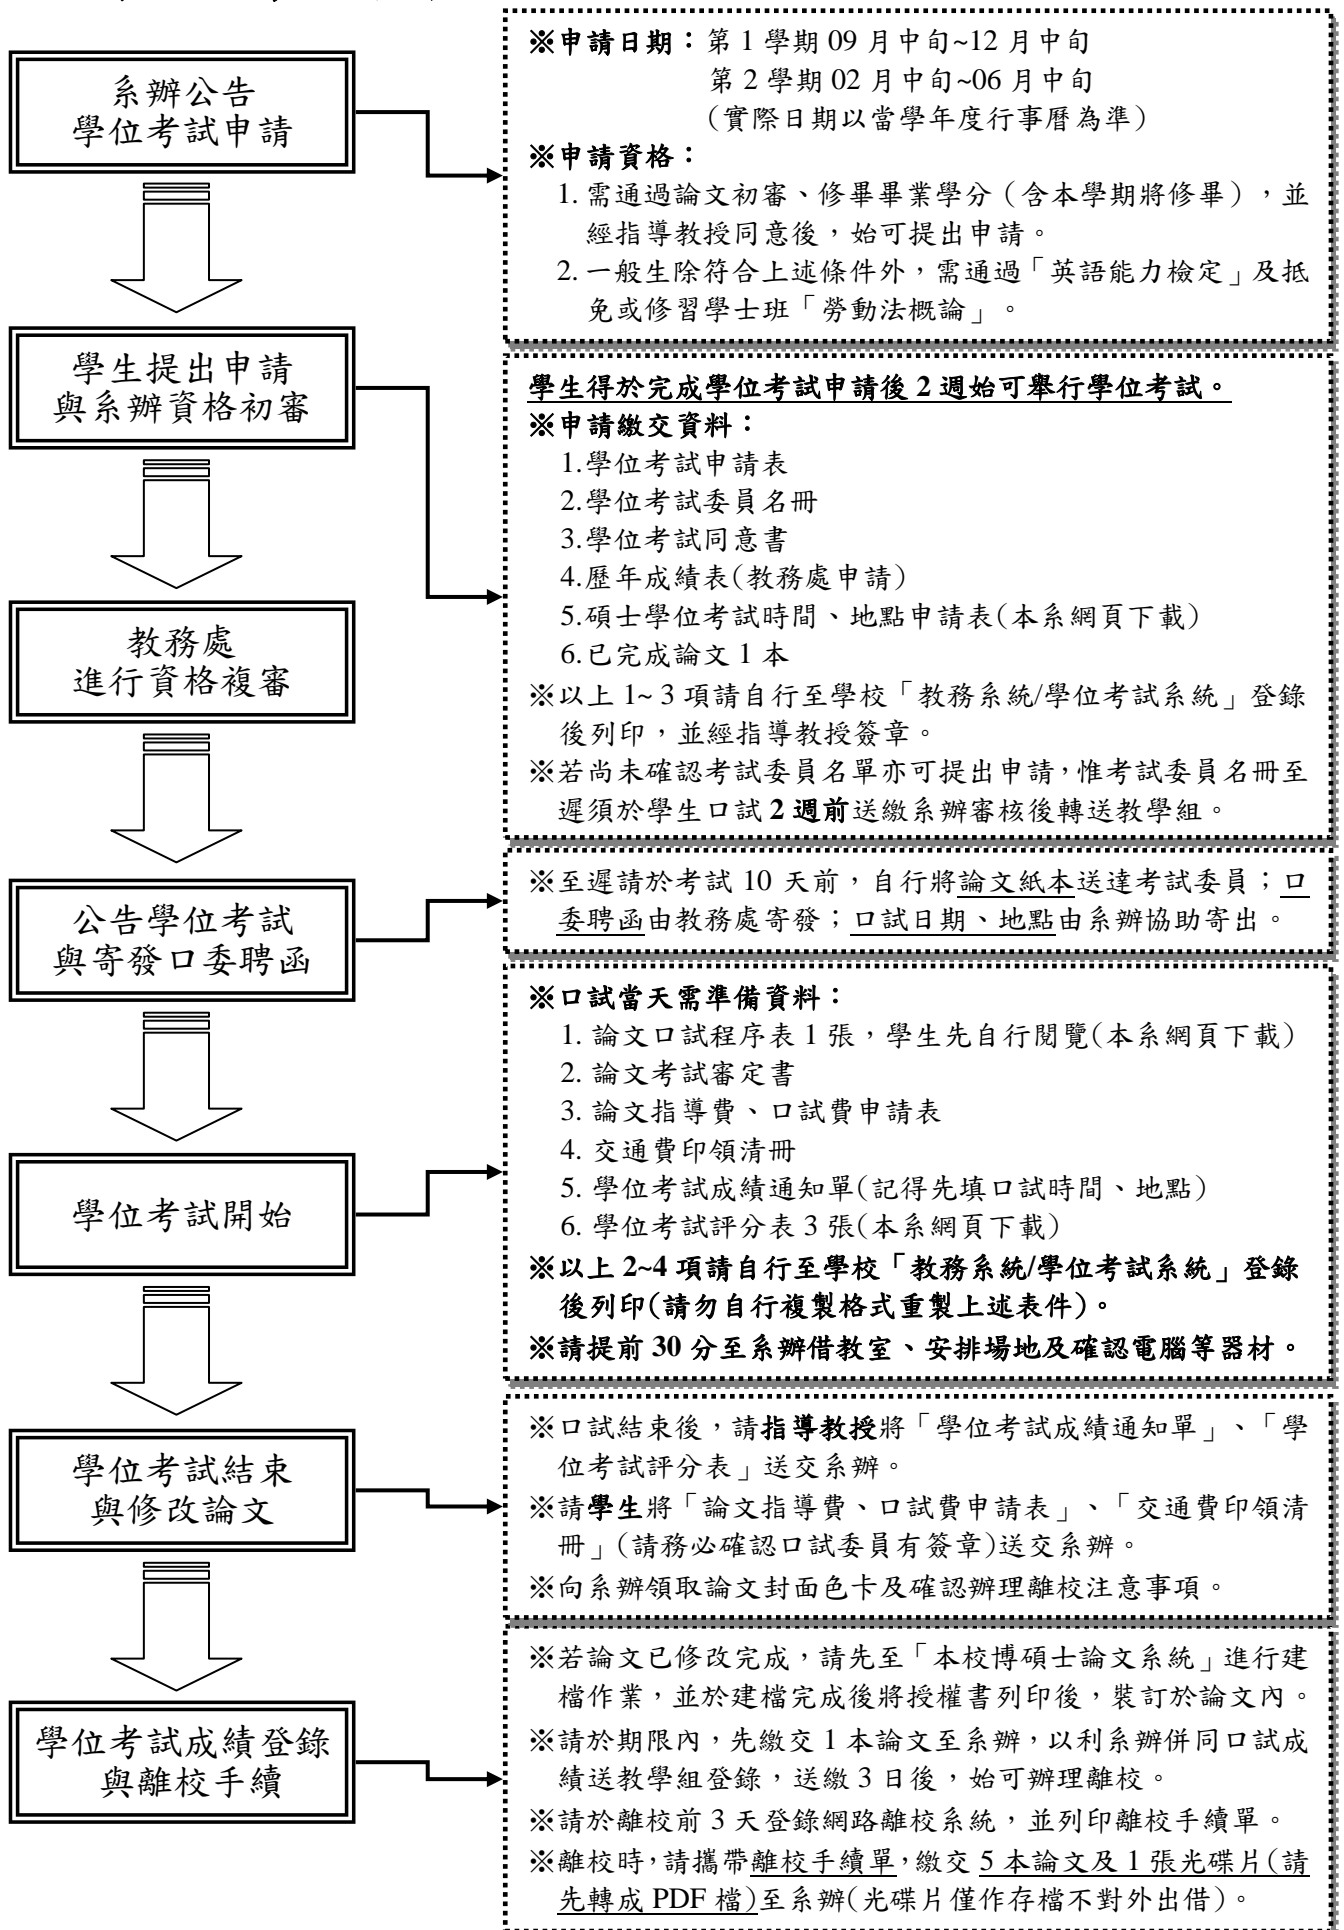 系辦公告
學位考試申請
※申請日期：第 1 學期 09 月中旬~12 月中旬
第 2 學期 02 月中旬~06 月中旬
（實際日期以當學年度行事曆為準）
※申請資格：
1. 需通過論文初審、修畢畢業學分（含本學期將修畢），並
經指導教授同意後，始可提出申請。
2. 一般生除符合上述條件外，需通過「英語能力檢定」及抵
免或修習學士班「勞動法概論」。
學生提出申請
與系辦資格初審
學生得於完成學位考試申請後 2 週始可舉行學位考試。
※申請繳交資料：
1.學位考試申請表
2.學位考試委員名冊
3.學位考試同意書
4.歷年成績表(教務處申請)
5.碩士學位考試時間、地點申請表(本系網頁下載)
6.已完成論文 1 本
※以上 1~ 3 項請自行至學校「教務系統/學位考試系統」登錄
後列印，並經指導教授簽章。
※若尚未確認考試委員名單亦可提出申請，惟考試委員名冊至
遲須於學生口試 2 週前送繳系辦審核後轉送教學組。
教務處
進行資格複審
公告學位考試
與寄發口委聘函
※至遲請於考試 10 天前，自行將論文紙本送達考試委員；口
委聘函由教務處寄發；口試日期、地點由系辦協助寄出。
學位考試開始
※口試當天需準備資料：
1. 論文口試程序表 1 張，學生先自行閱覽(本系網頁下載)
2. 論文考試審定書
3. 論文指導費、口試費申請表
4. 交通費印領清冊
5. 學位考試成績通知單(記得先填口試時間、地點)
6. 學位考試評分表 3 張(本系網頁下載)
※以上 2~4 項請自行至學校「教務系統/學位考試系統」登錄
後列印(請勿自行複製格式重製上述表件)。
※請提前 30 分至系辦借教室、安排場地及確認電腦等器材。
學位考試結束
與修改論文
※口試結束後，請指導教授將「學位考試成績通知單」、「學
位考試評分表」送交系辦。
※請學生將「論文指導費、口試費申請表」、「交通費印領清
冊」(請務必確認口試委員有簽章)送交系辦。
※向系辦領取論文封面色卡及確認辦理離校注意事項。
學位考試成績登錄
與離校手續
※若論文已修改完成，請先至「本校博碩士論文系統」進行建
檔作業，並於建檔完成後將授權書列印後，裝訂於論文內。
※請於期限內，先繳交 1 本論文至系辦，以利系辦併同口試成
績送教學組登錄，送繳 3 日後，始可辦理離校。
※請於離校前 3 天登錄網路離校系統，並列印離校手續單。
※離校時，請攜帶離校手續單，繳交 5 本論文及 1 張光碟片(請
先轉成 PDF 檔)至系辦(光碟片僅作存檔不對外出借)。